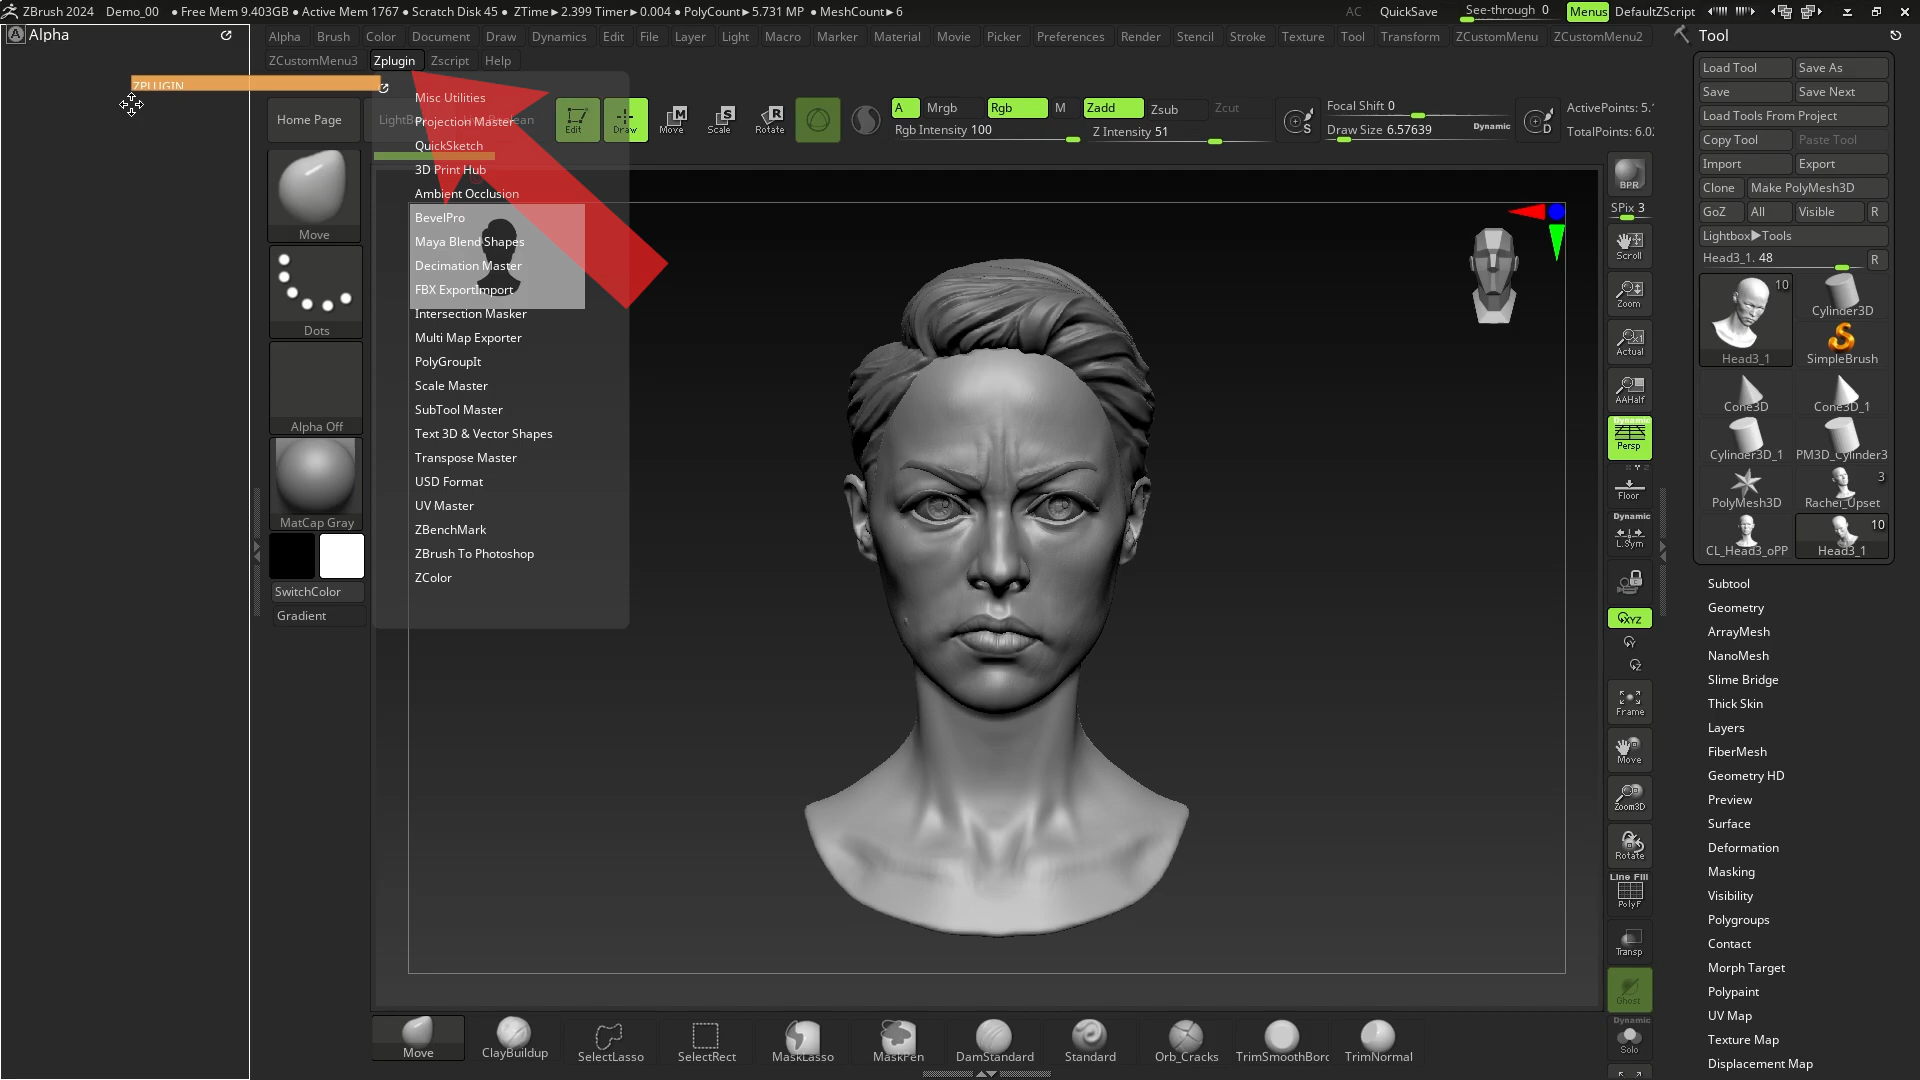 ZBrush 2024 Demo_00 ● Free Mem 9.403GB ● Active Mem 1767 ● Scratch Disk 45 ● ZTime►2.399 Timer►0.004 ● PolyCount►5.731 MP ● MeshCount►6 AC QuickSave See-through 0 Menus DefaultZScript
Alpha
Alpha Brush Color Document Draw Dynamics Edit File Layer Light Macro Marker Material Movie Picker Preferences Render Stencil Stroke Texture Tool Transform ZCustomMenu ZCustomMenu2
ZCustomMenu3 Zplugin Zscript Help
ZPLUGIN
Home Page
Edit
Draw
Move
Scale
Rotate
A Mrgb Rgb M Zadd Zsub Zcut
Rgb Intensity 100 Z Intensity 51
S
Focal Shift 0
Draw Size 6.57639 Dynamic
D
ActivePoints: 5.
TotalPoints: 6.0
Misc Utilities
Projection Master
QuickSketch
3D Print Hub
Ambient Occlusion
BevelPro
Maya Blend Shapes
Decimation Master
FBX ExportImport
Intersection Masker
Multi Map Exporter
PolyGroupIt
Scale Master
SubTool Master
Text 3D & Vector Shapes
Transpose Master
USD Format
UV Master
ZBenchMark
ZBrush To Photoshop
ZColor
Move
Dots
Alpha Off
MatCap Gray
SwitchColor
Gradient
BPR
SPix 3
Scroll
Zoom
Actual
AAHalf
Dynamic
Persp
Floor
Dynamic
L.Sym
XYZ
Frame
Move
Zoom3D
Rotate
Line Fill
PolyF
Transp
Ghost
Dynamic
Solo
Tool
Load Tool Save As
Save Save Next
Load Tools From Project
Copy Tool Paste Tool
Import Export
Clone Make PolyMesh3D
GoZ All Visible R
Lightbox►Tools
Head3_1. 48 R
10
Head3_1
Cylinder3D
SimpleBrush
Cone3D Cone3D_1
Cylinder3D_1 PM3D_Cylinder3
3
PolyMesh3D Rachel_Upset
10
CL_Head3_oPP Head3_1
Subtool
Geometry
ArrayMesh
NanoMesh
Slime Bridge
Thick Skin
Layers
FiberMesh
Geometry HD
Preview
Surface
Deformation
Masking
Visibility
Polygroups
Contact
Morph Target
Polypaint
UV Map
Texture Map
Displacement Map
Move ClayBuildup SelectLasso SelectRect MaskLasso MaskPen DamStandard Standard Orb_Cracks TrimSmoothBorc TrimNormal